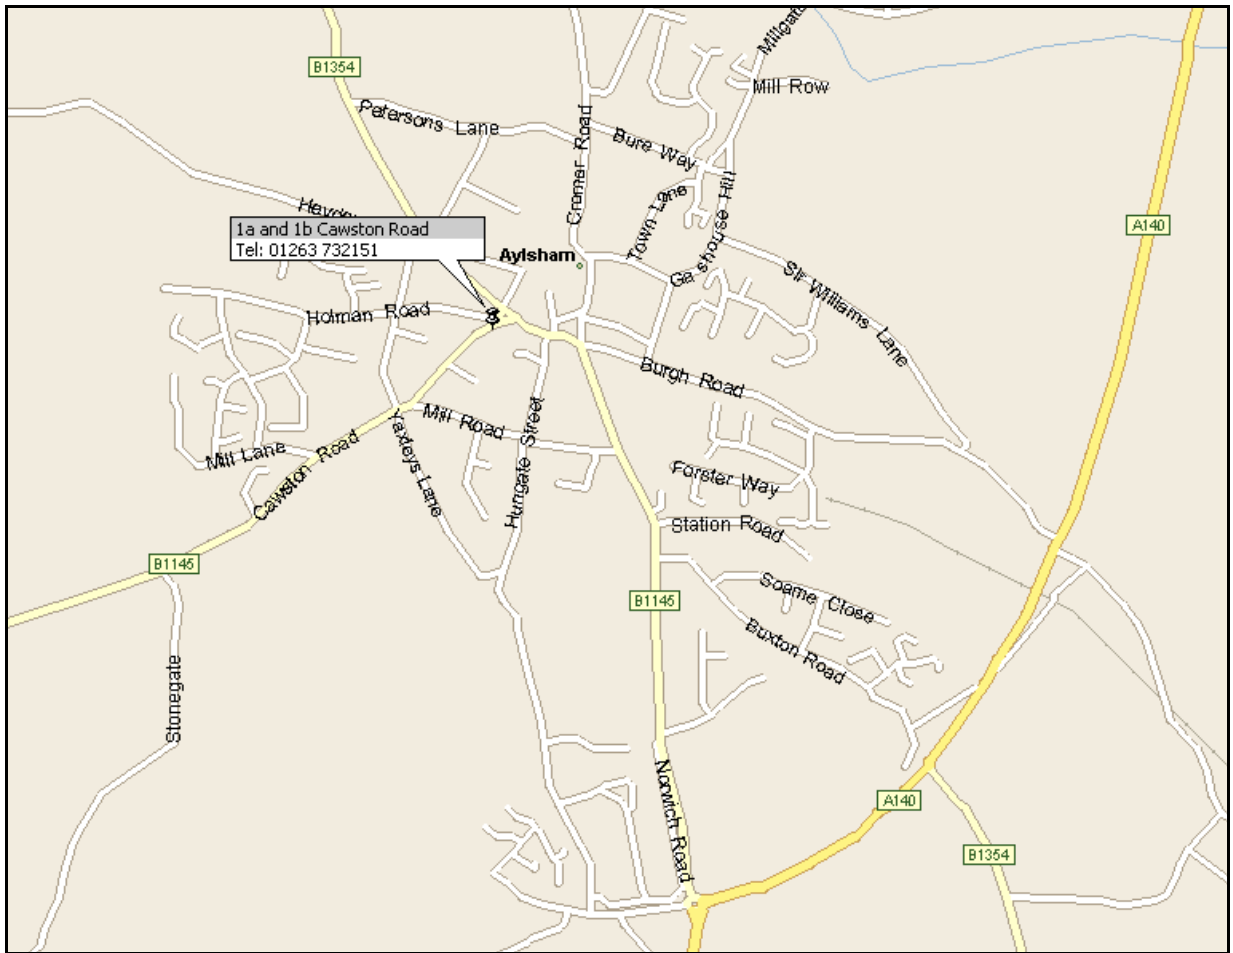 Millgate
B1354
Mill Row
Petersons Lane
Cromer Road
Bure Way
Town Lane
Gashouse Hill
1a and 1b Cawston Road
Tel: 01263 732151
A140
Aylsham
Sir Williams Lane
Holman Road
Burgh Road
Mill Road
Hungate Street
Yaxleys Lane
Mill Lane
Cawston Road
Forster Way
Station Road
B1145
Soame Close
B1145
Buxton Road
Stonegate
Norwich Road
A140
B1354